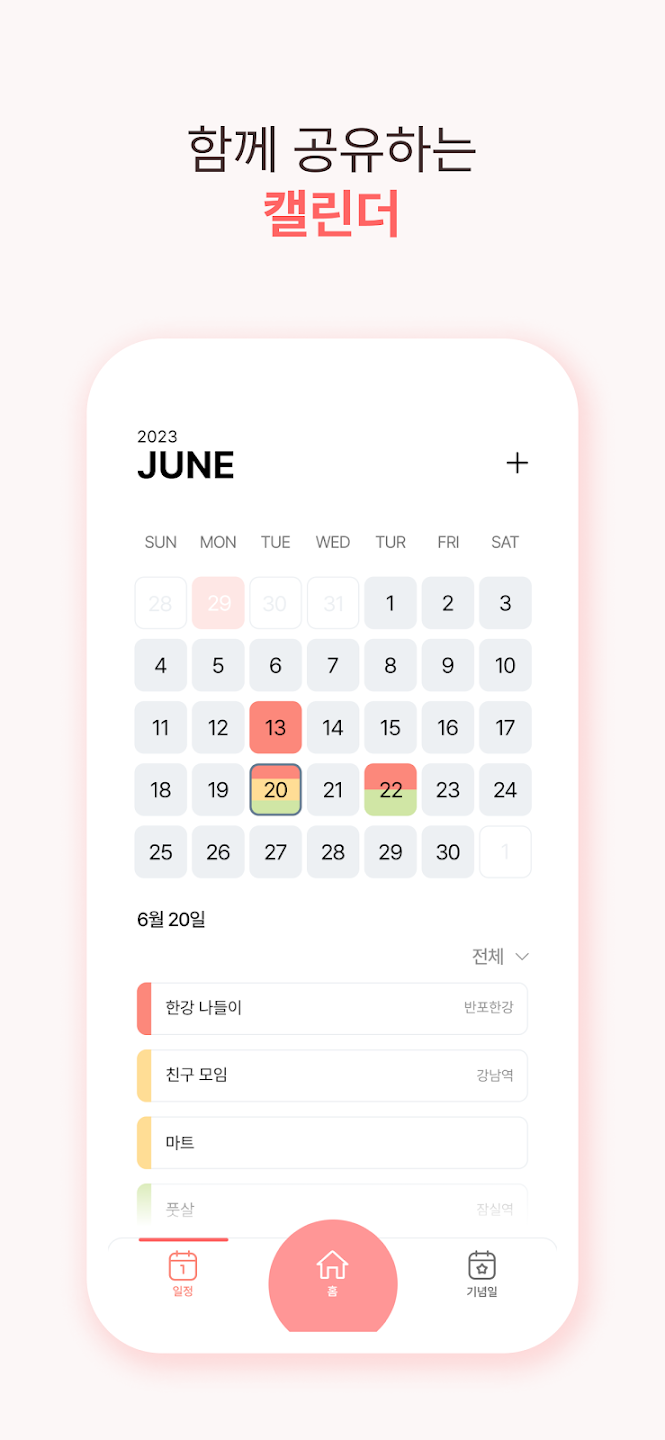 함께 공유하는
캘린더
2023
JUNE
SUN MON TUE WED TUR FRI SAT
28 29 30 31 1 2 3
4 5 6 7 8 9 10
11 12 13 14 15 16 17
18 19 20 21 22 23 24
25 26 27 28 29 30 1
6월 20일
전체
한강 나들이 반포한강
친구 모임 강남역
마트
풋살 잠실역
1
일정 홈 기념일